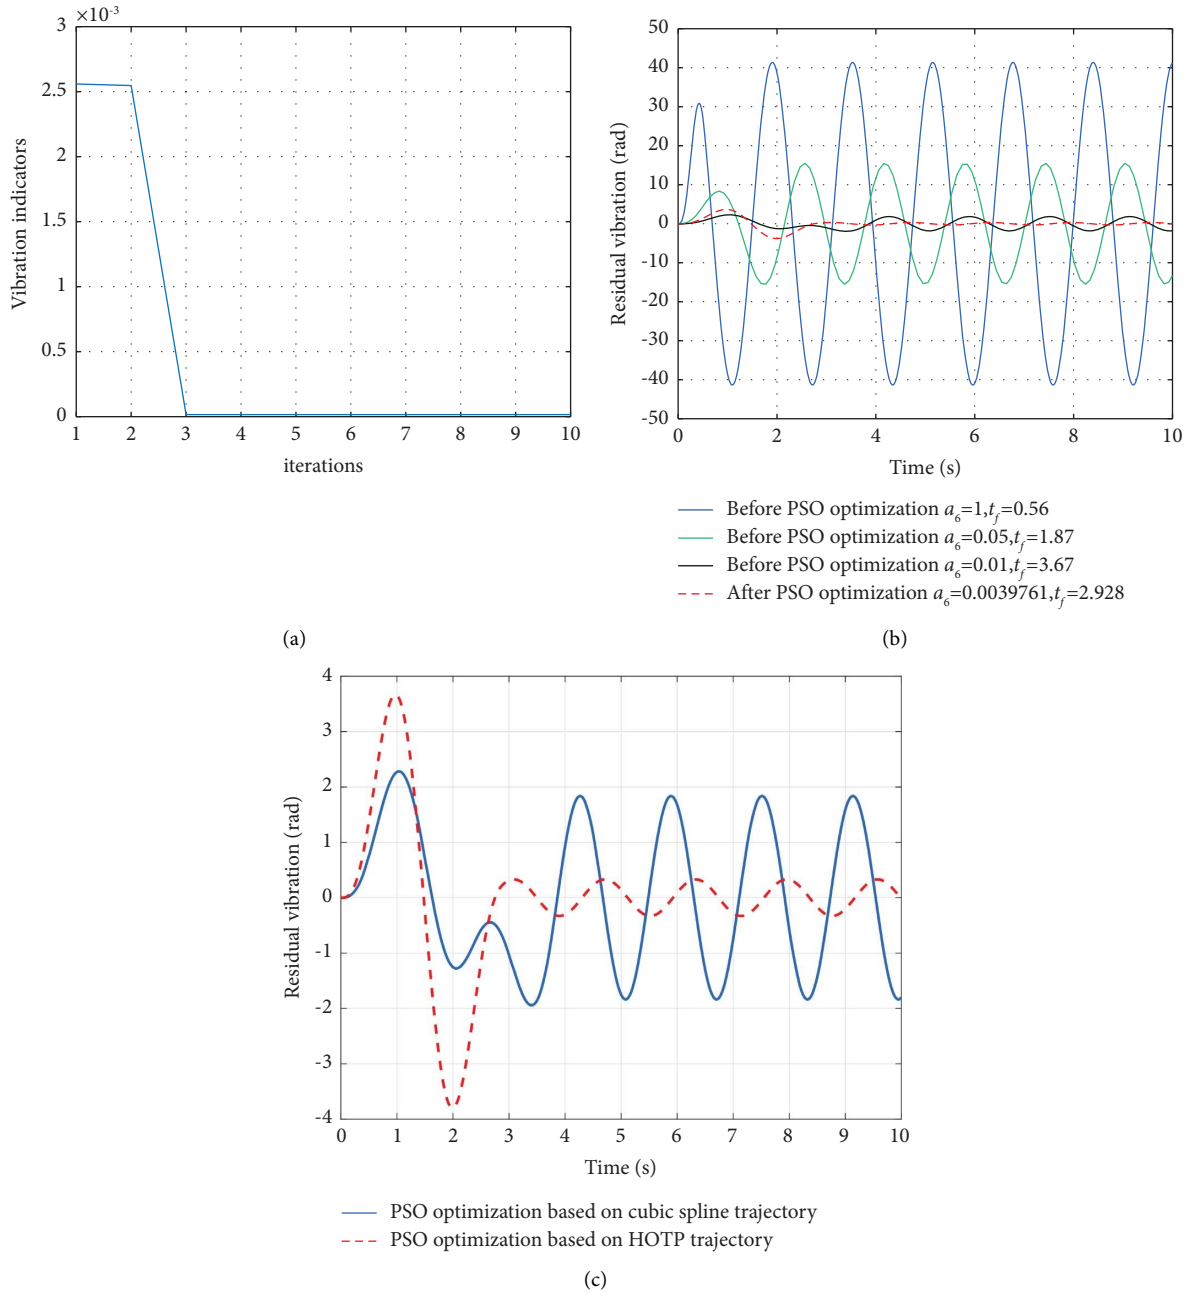 ×10⁻³
3
2.5
2
1.5
1
0.5
0
Vibration indicators
1 2 3 4 5 6 7 8 9 10
iterations
(a)
50
40
30
20
10
0
-10
-20
-30
-40
-50
Residual vibration (rad)
0 2 4 6 8 10
Time (s)
Before PSO optimization a₆=1,t_f=0.56
Before PSO optimization a₆=0.05,t_f=1.87
Before PSO optimization a₆=0.01,t_f=3.67
After PSO optimization a₆=0.0039761,t_f=2.928
(b)
4
3
2
1
0
-1
-2
-3
-4
Residual vibration (rad)
0 1 2 3 4 5 6 7 8 9 10
Time (s)
PSO optimization based on cubic spline trajectory
PSO optimization based on HOTP trajectory
(c)